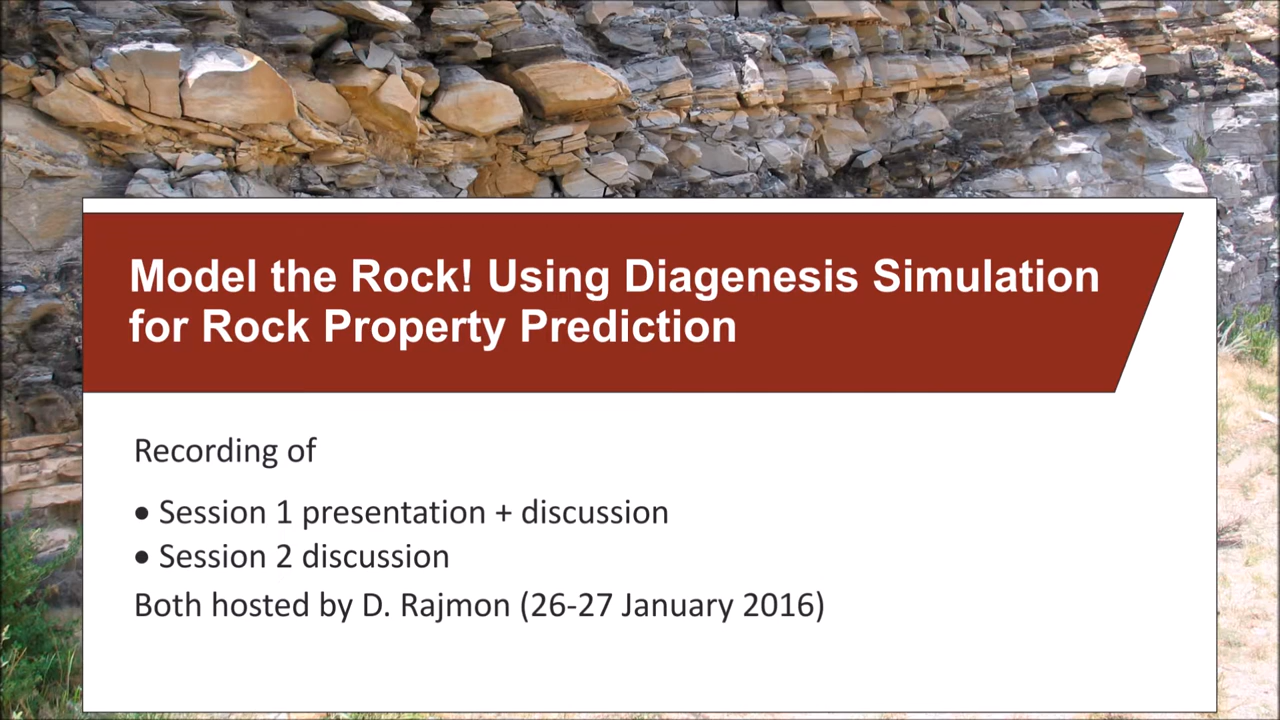 Model the Rock! Using Diagenesis Simulation
for Rock Property Prediction
Recording of
• Session 1 presentation + discussion
• Session 2 discussion
Both hosted by D. Rajmon (26-27 January 2016)